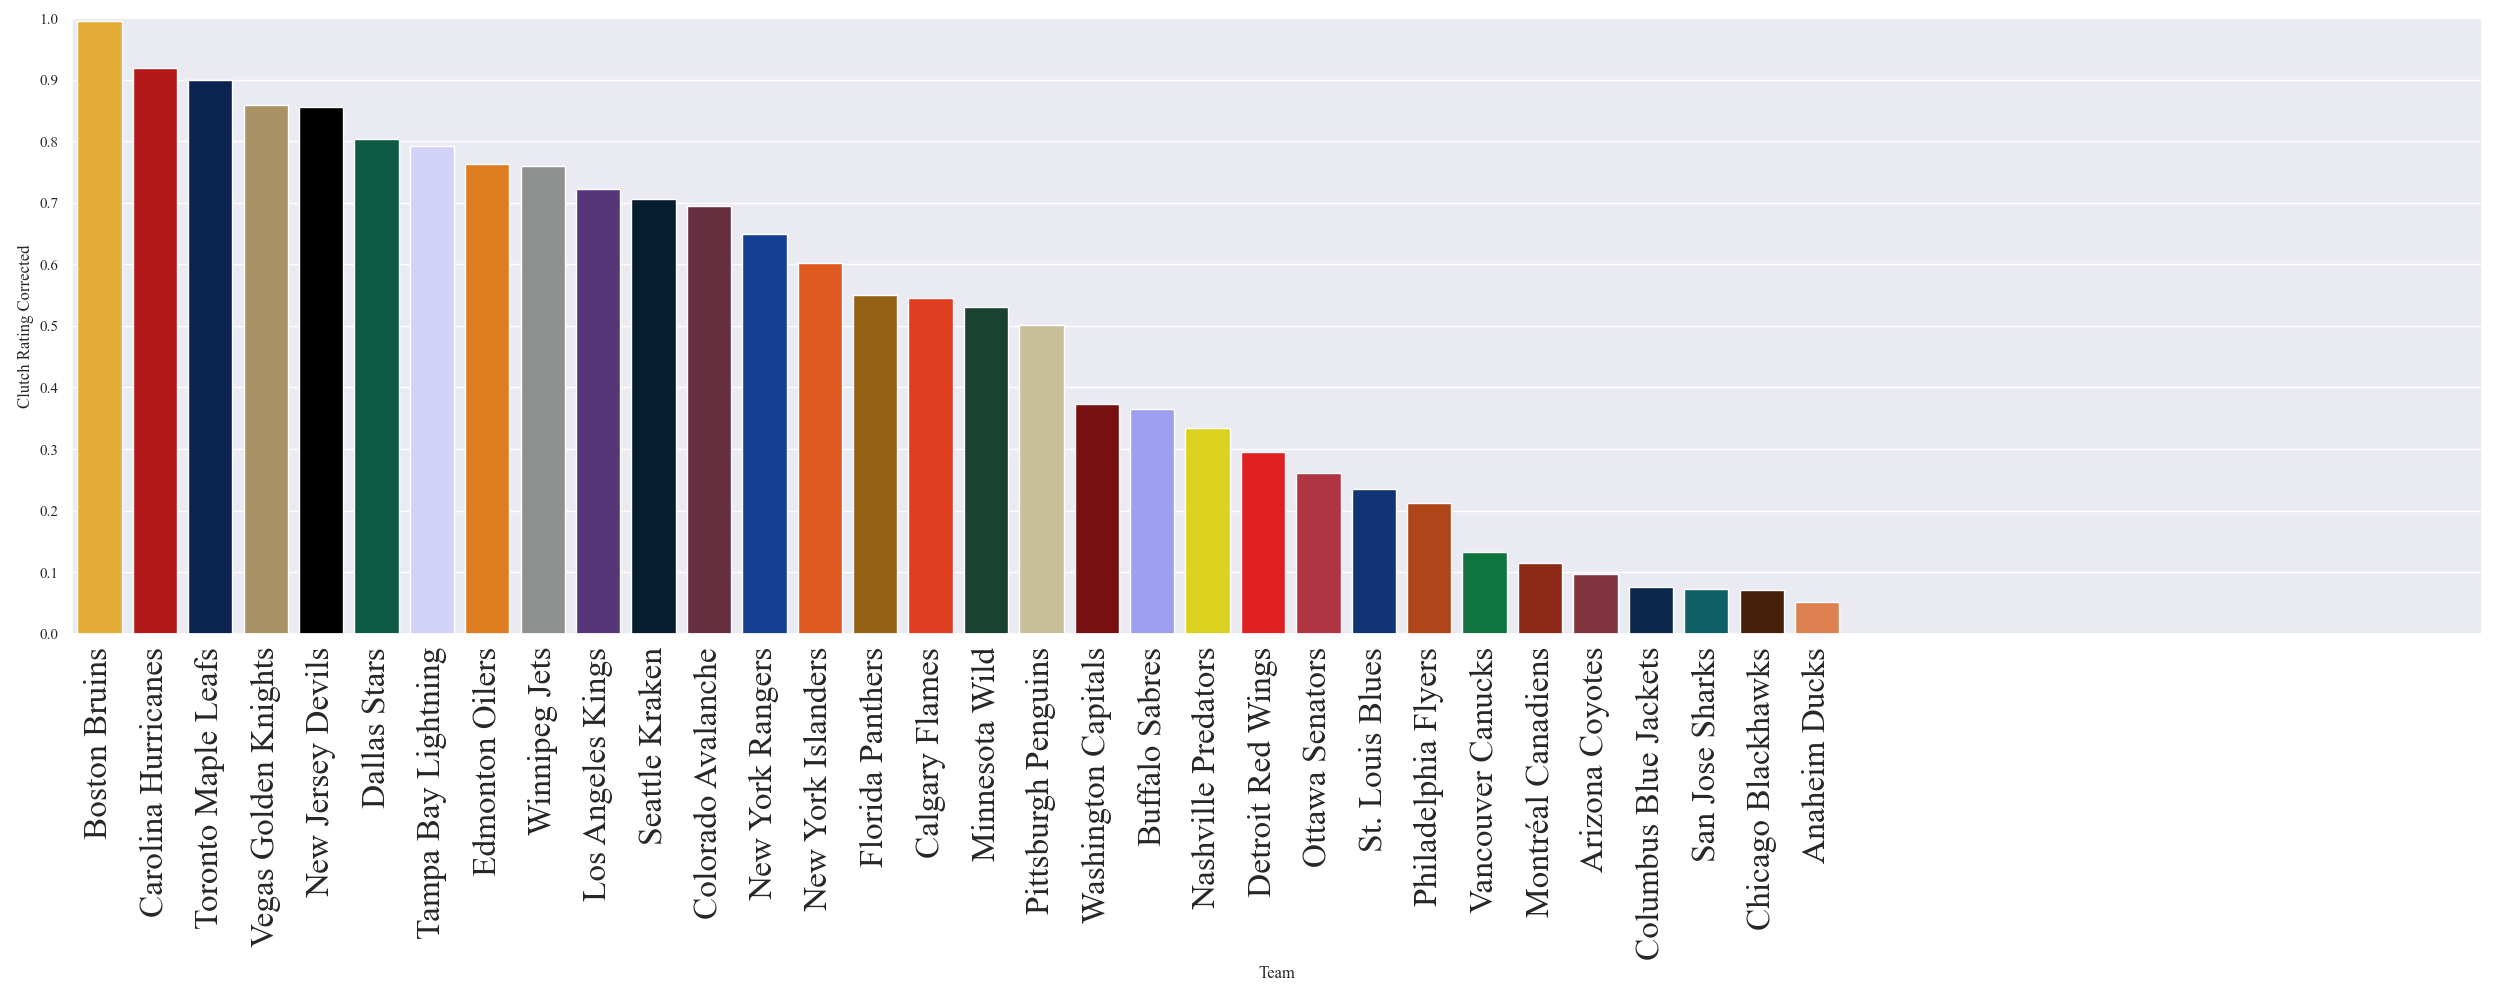 1.0
0.9
0.8
0.7
0.6
0.5
0.4
0.3
0.2
0.1
0.0
Clutch Rating Corrected
Boston Bruins
Carolina Hurricanes
Toronto Maple Leafs
Vegas Golden Knights
New Jersey Devils
Dallas Stars
Tampa Bay Lightning
Edmonton Oilers
Winnipeg Jets
Los Angeles Kings
Seattle Kraken
Colorado Avalanche
New York Rangers
New York Islanders
Florida Panthers
Calgary Flames
Minnesota Wild
Pittsburgh Penguins
Washington Capitals
Buffalo Sabres
Nashville Predators
Detroit Red Wings
Ottawa Senators
St. Louis Blues
Philadelphia Flyers
Vancouver Canucks
Montréal Canadiens
Arizona Coyotes
Columbus Blue Jackets
San Jose Sharks
Chicago Blackhawks
Anaheim Ducks
Team